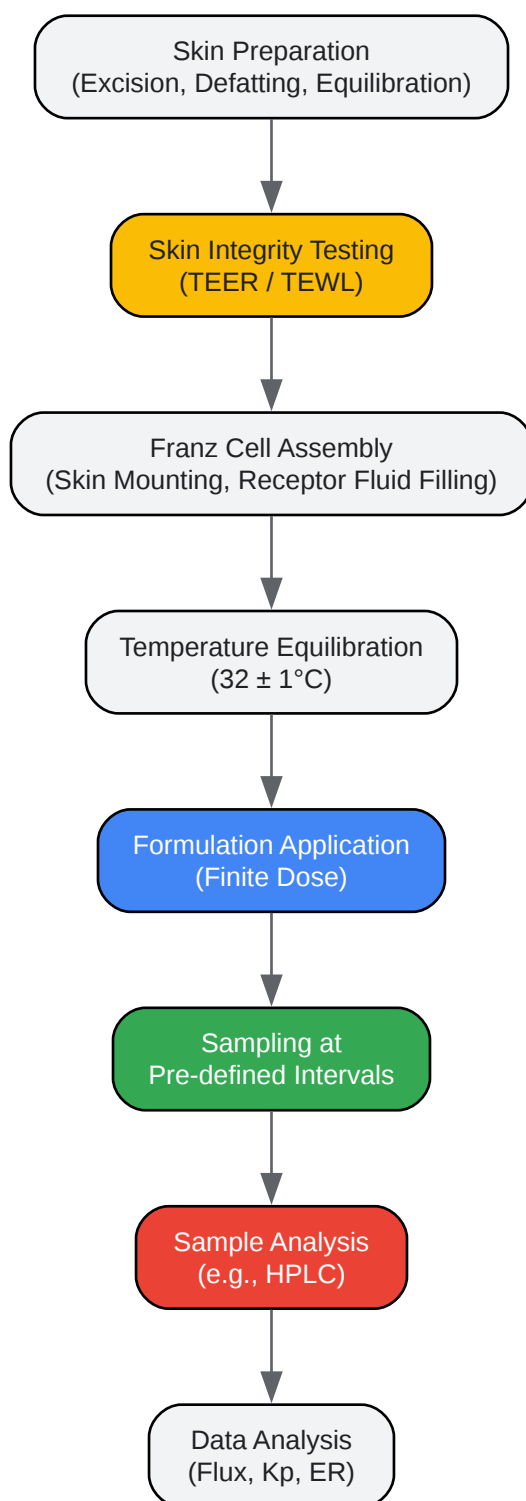 Skin Preparation
(Excision, Defatting, Equilibration)
Skin Integrity Testing
(TEER / TEWL)
Franz Cell Assembly
(Skin Mounting, Receptor Fluid Filling)
Temperature Equilibration
(32 ± 1°C)
Formulation Application
(Finite Dose)
Sampling at
Pre-defined Intervals
Sample Analysis
(e.g., HPLC)
Data Analysis
(Flux, Kp, ER)